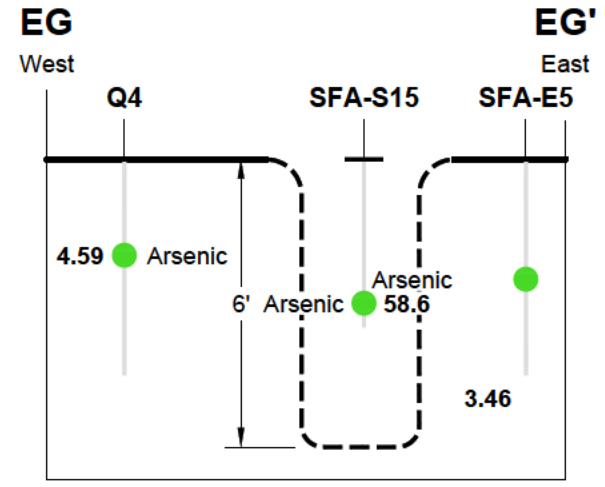 EG EG'
West East
Q4 SFA-S15 SFA-E5
4.59 Arsenic
Arsenic
6' Arsenic 58.6
3.46